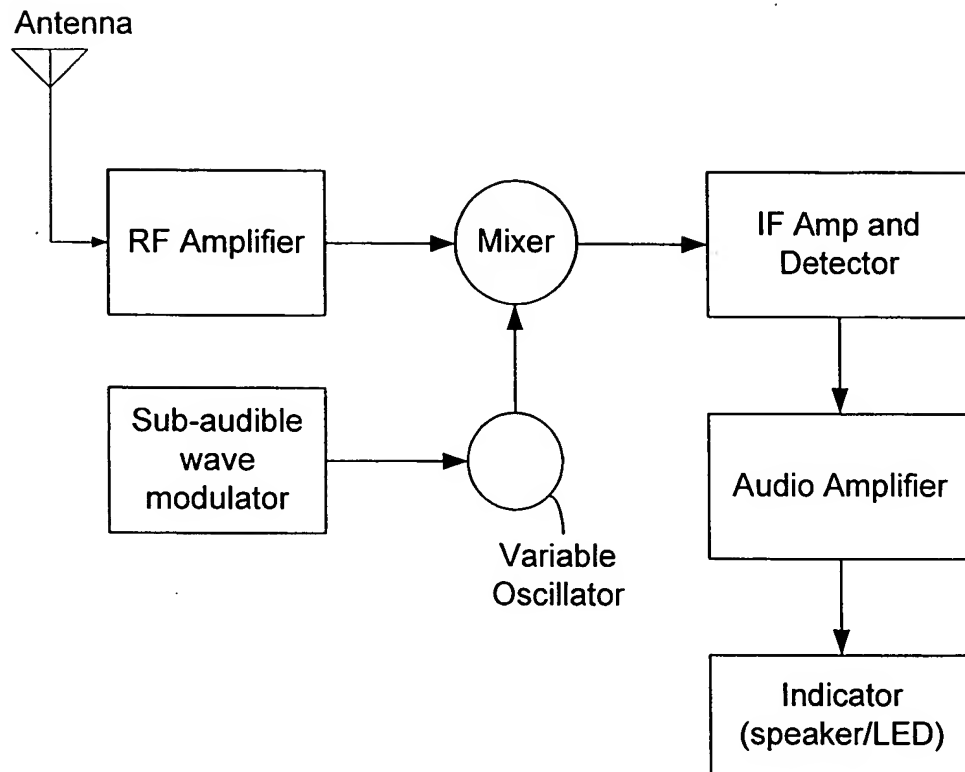 Antenna
RF Amplifier
Mixer
IF Amp and
Detector
Sub-audible
wave
modulator
Variable
Oscillator
Audio Amplifier
Indicator
(speaker/LED)